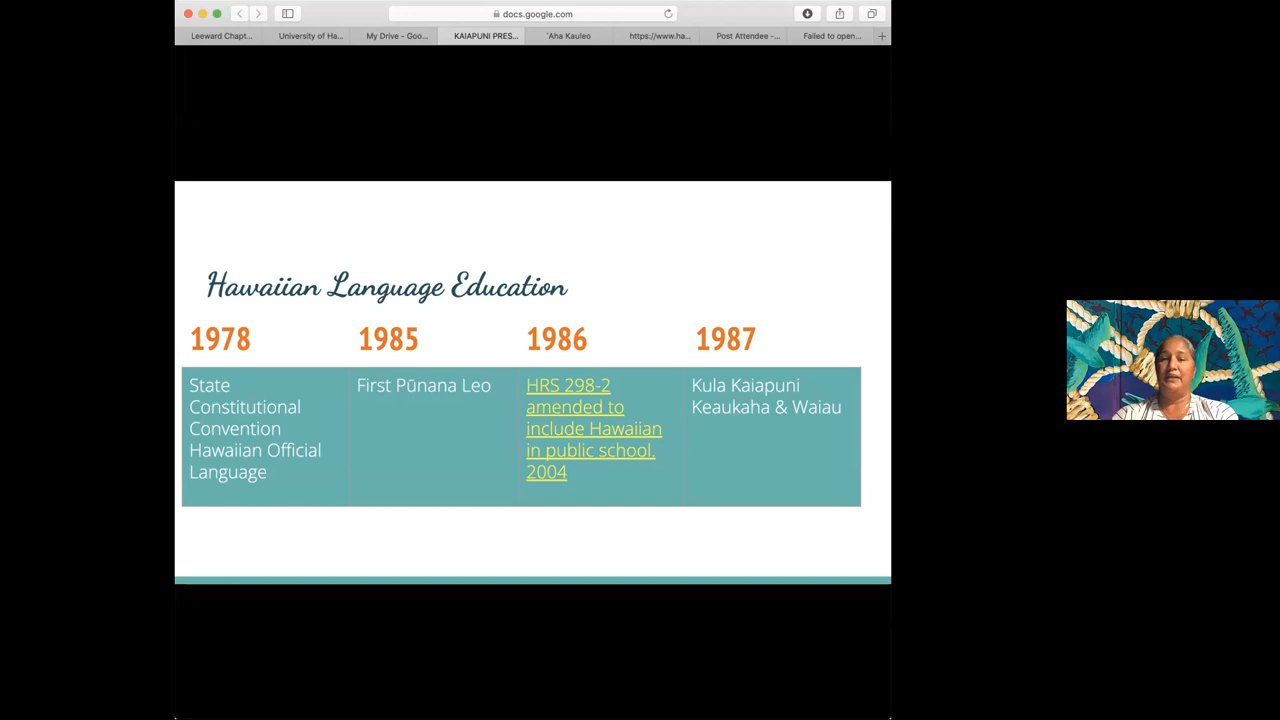 docs.google.com
Leeward Chapt...
University of Ha...
My Drive - Goo...
KAIAPUNI PRES...
ʻAha Kauleo
https://www.ha...
Post Attendee -...
Failed to open...
Hawaiian Language Education
1978
1985
1986
1987
State
Constitutional
Convention
Hawaiian Official
Language
First Pūnana Leo
HRS 298-2
amended to
include Hawaiian
in public school.
2004
Kula Kaiapuni
Keaukaha & Waiau